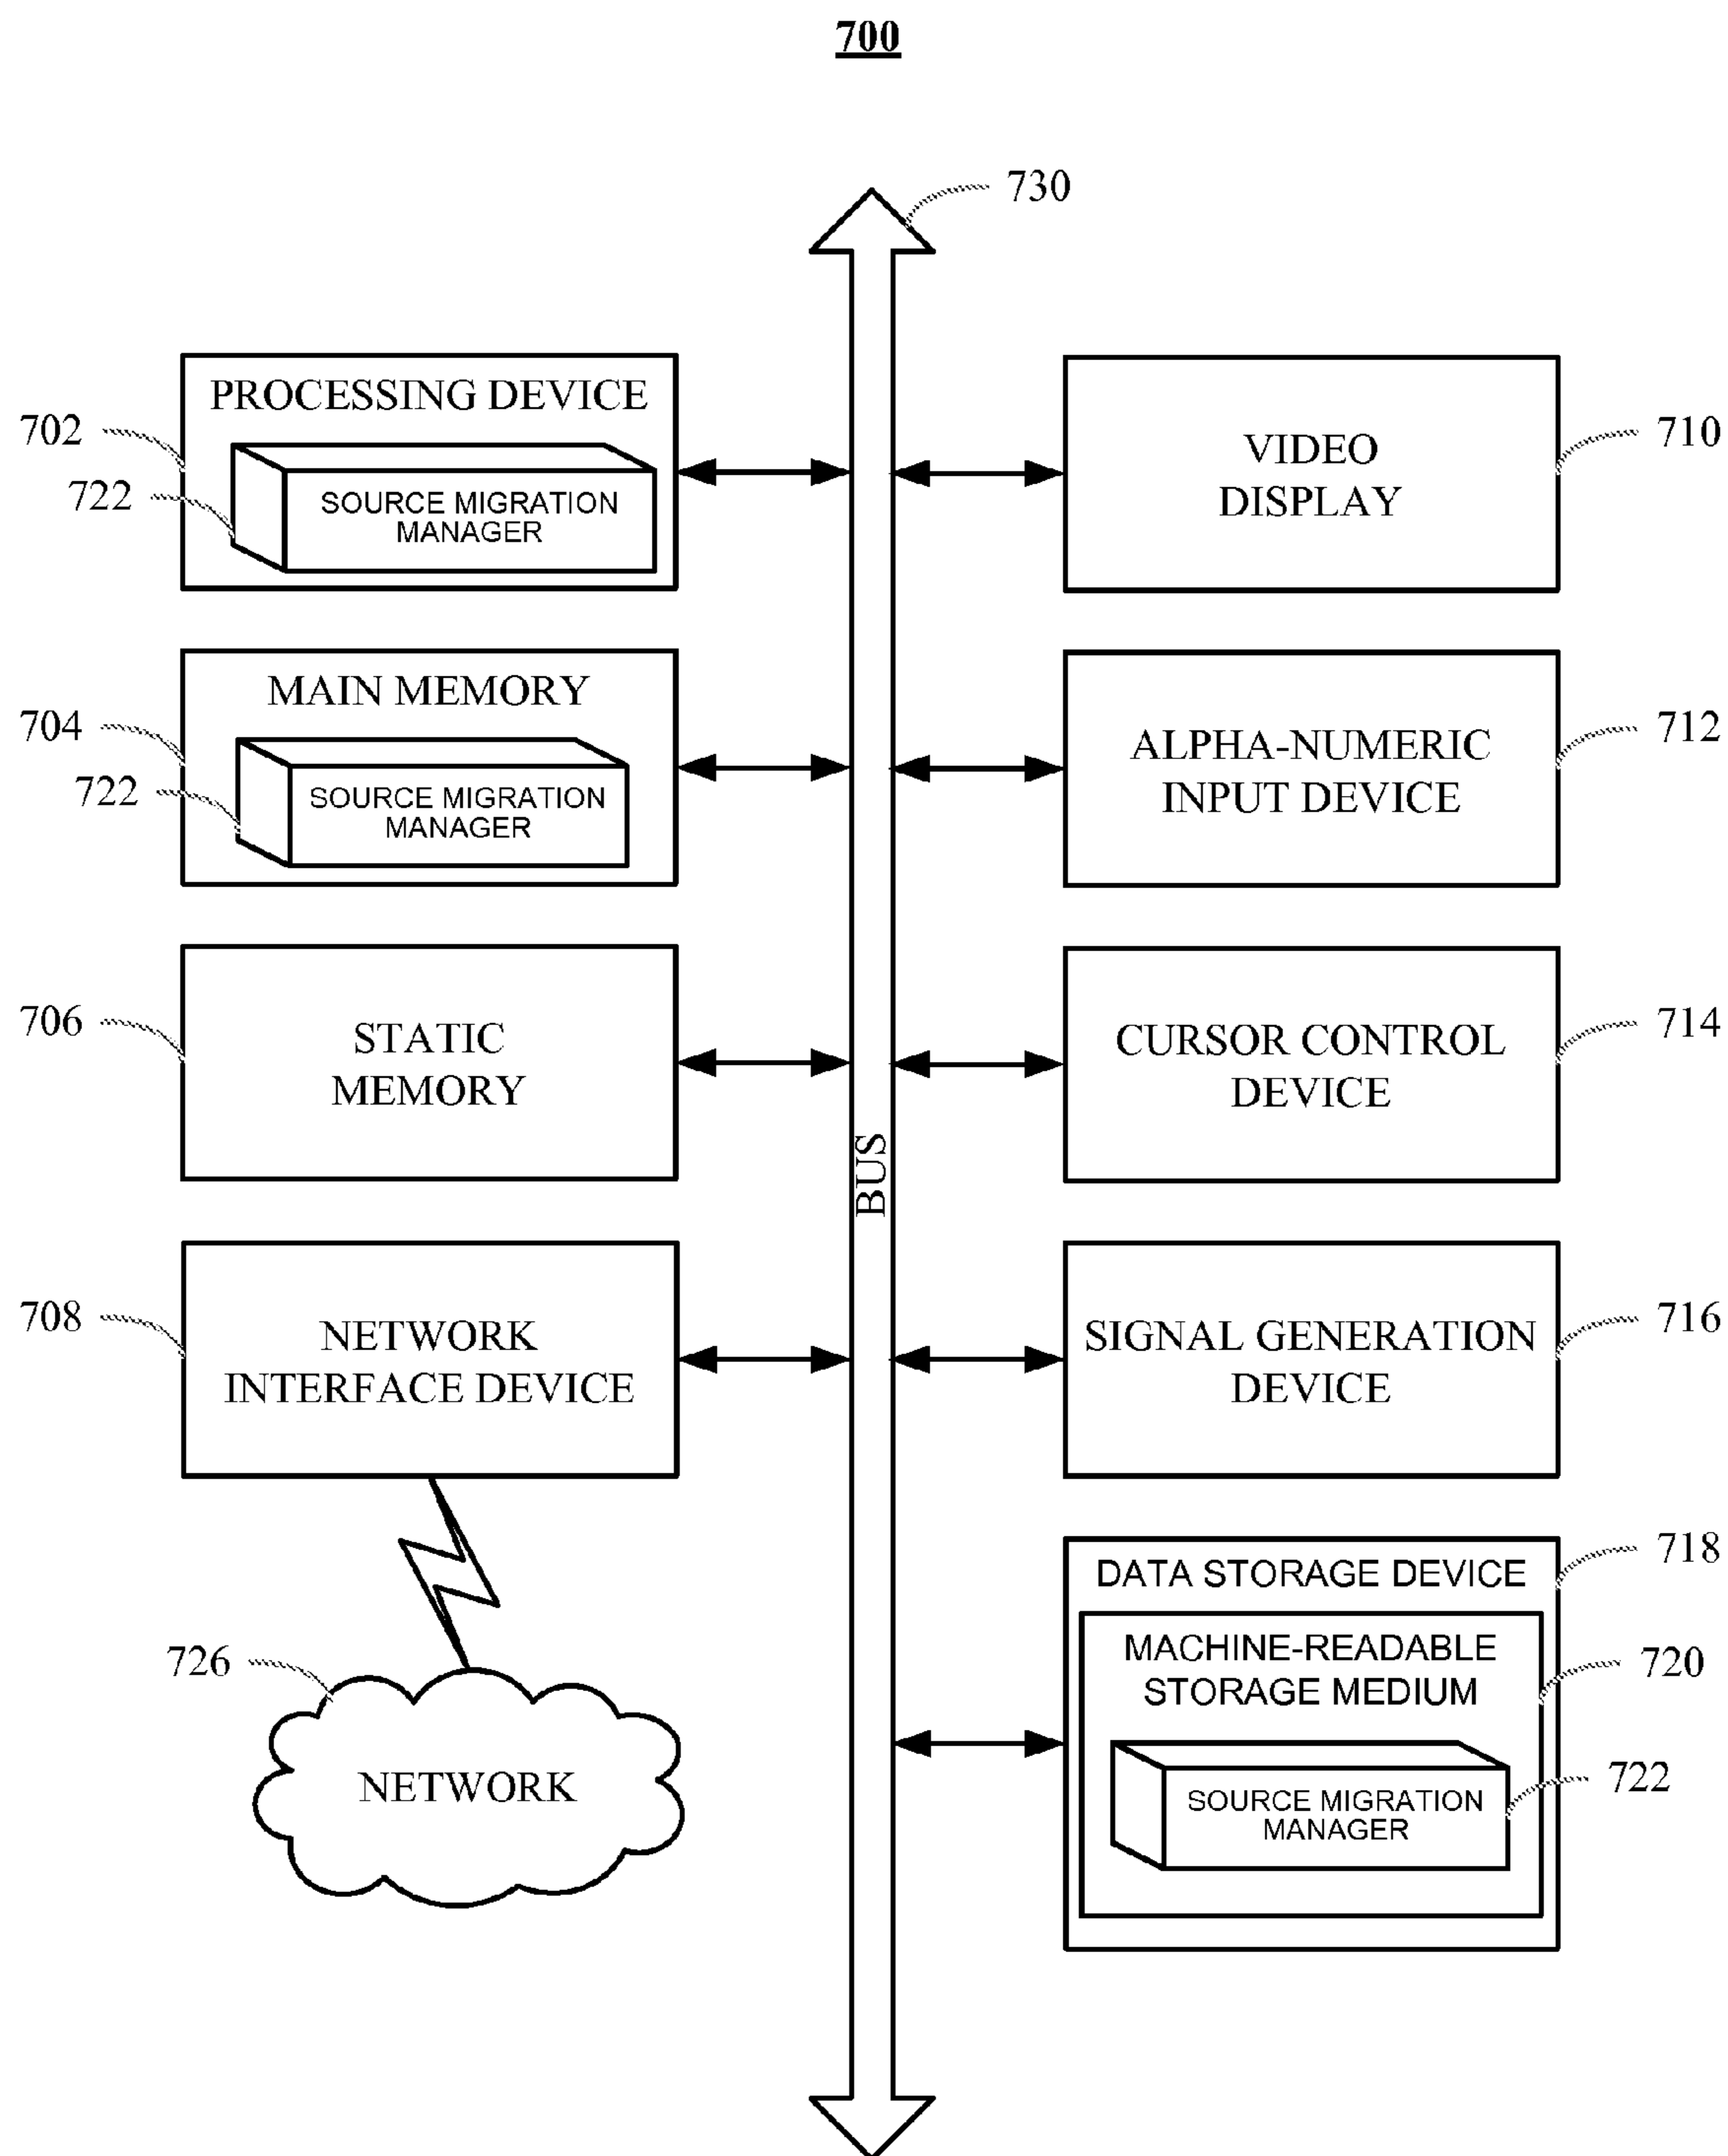 700
730
PROCESSING DEVICE
702
722
SOURCE MIGRATION
MANAGER
VIDEO
DISPLAY
710
MAIN MEMORY
704
722
SOURCE MIGRATION
MANAGER
ALPHA-NUMERIC
INPUT DEVICE
712
706
STATIC
MEMORY
CURSOR CONTROL
DEVICE
714
BUS
708
NETWORK
INTERFACE DEVICE
SIGNAL GENERATION
DEVICE
716
726
NETWORK
DATA STORAGE DEVICE
718
MACHINE-READABLE
STORAGE MEDIUM
720
SOURCE MIGRATION
MANAGER
722